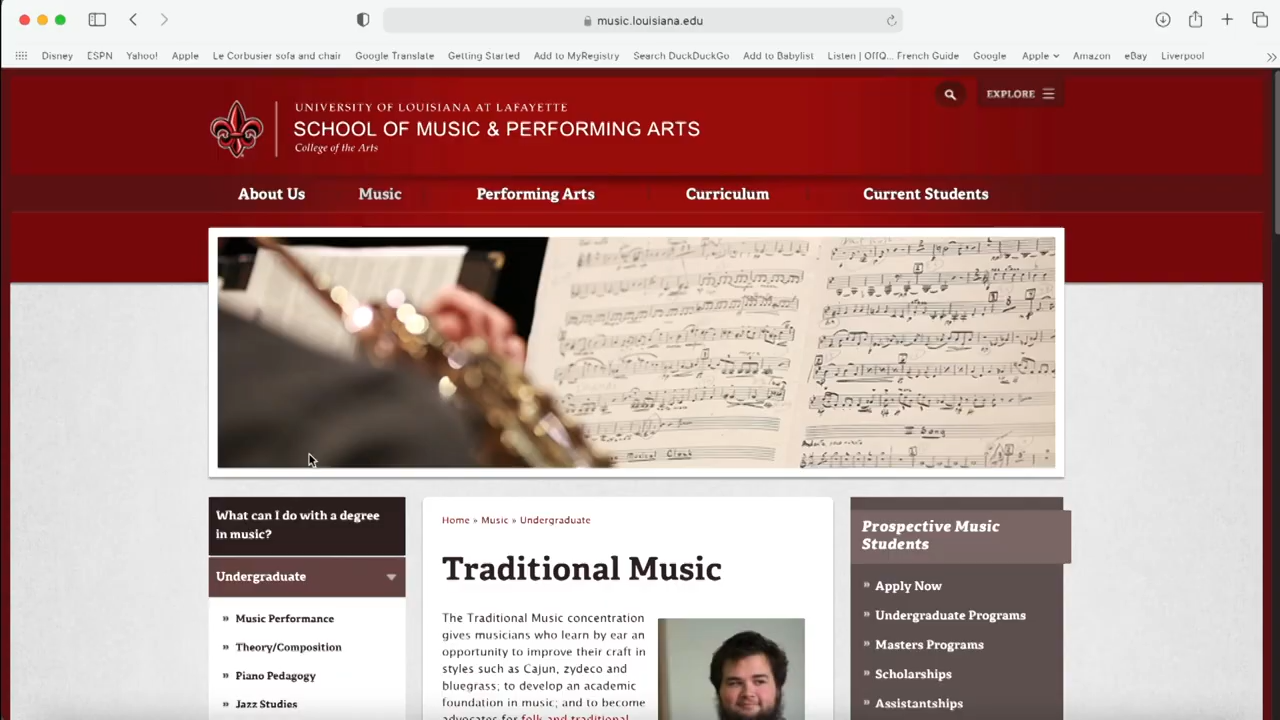 music.louisiana.edu
Disney ESPN Yahoo! Apple Le Corbusier sofa and chair Google Translate Getting Started Add to MyRegistry Search DuckDuckGo Add to Babylist Listen | OffQ... French Guide Google Apple Amazon eBay Liverpool
UNIVERSITY OF LOUISIANA AT LAFAYETTE
SCHOOL OF MUSIC & PERFORMING ARTS
College of the Arts
EXPLORE
About Us Music Performing Arts Curriculum Current Students
What can I do with a degree
in music?
Undergraduate
» Music Performance
» Theory/Composition
» Piano Pedagogy
» Jazz Studies
Home » Music » Undergraduate
Traditional Music
The Traditional Music concentration
gives musicians who learn by ear an
opportunity to improve their craft in
styles such as Cajun, zydeco and
bluegrass; to develop an academic
foundation in music; and to become
advocates for folk and traditional
Prospective Music
Students
» Apply Now
» Undergraduate Programs
» Masters Programs
» Scholarships
» Assistantships